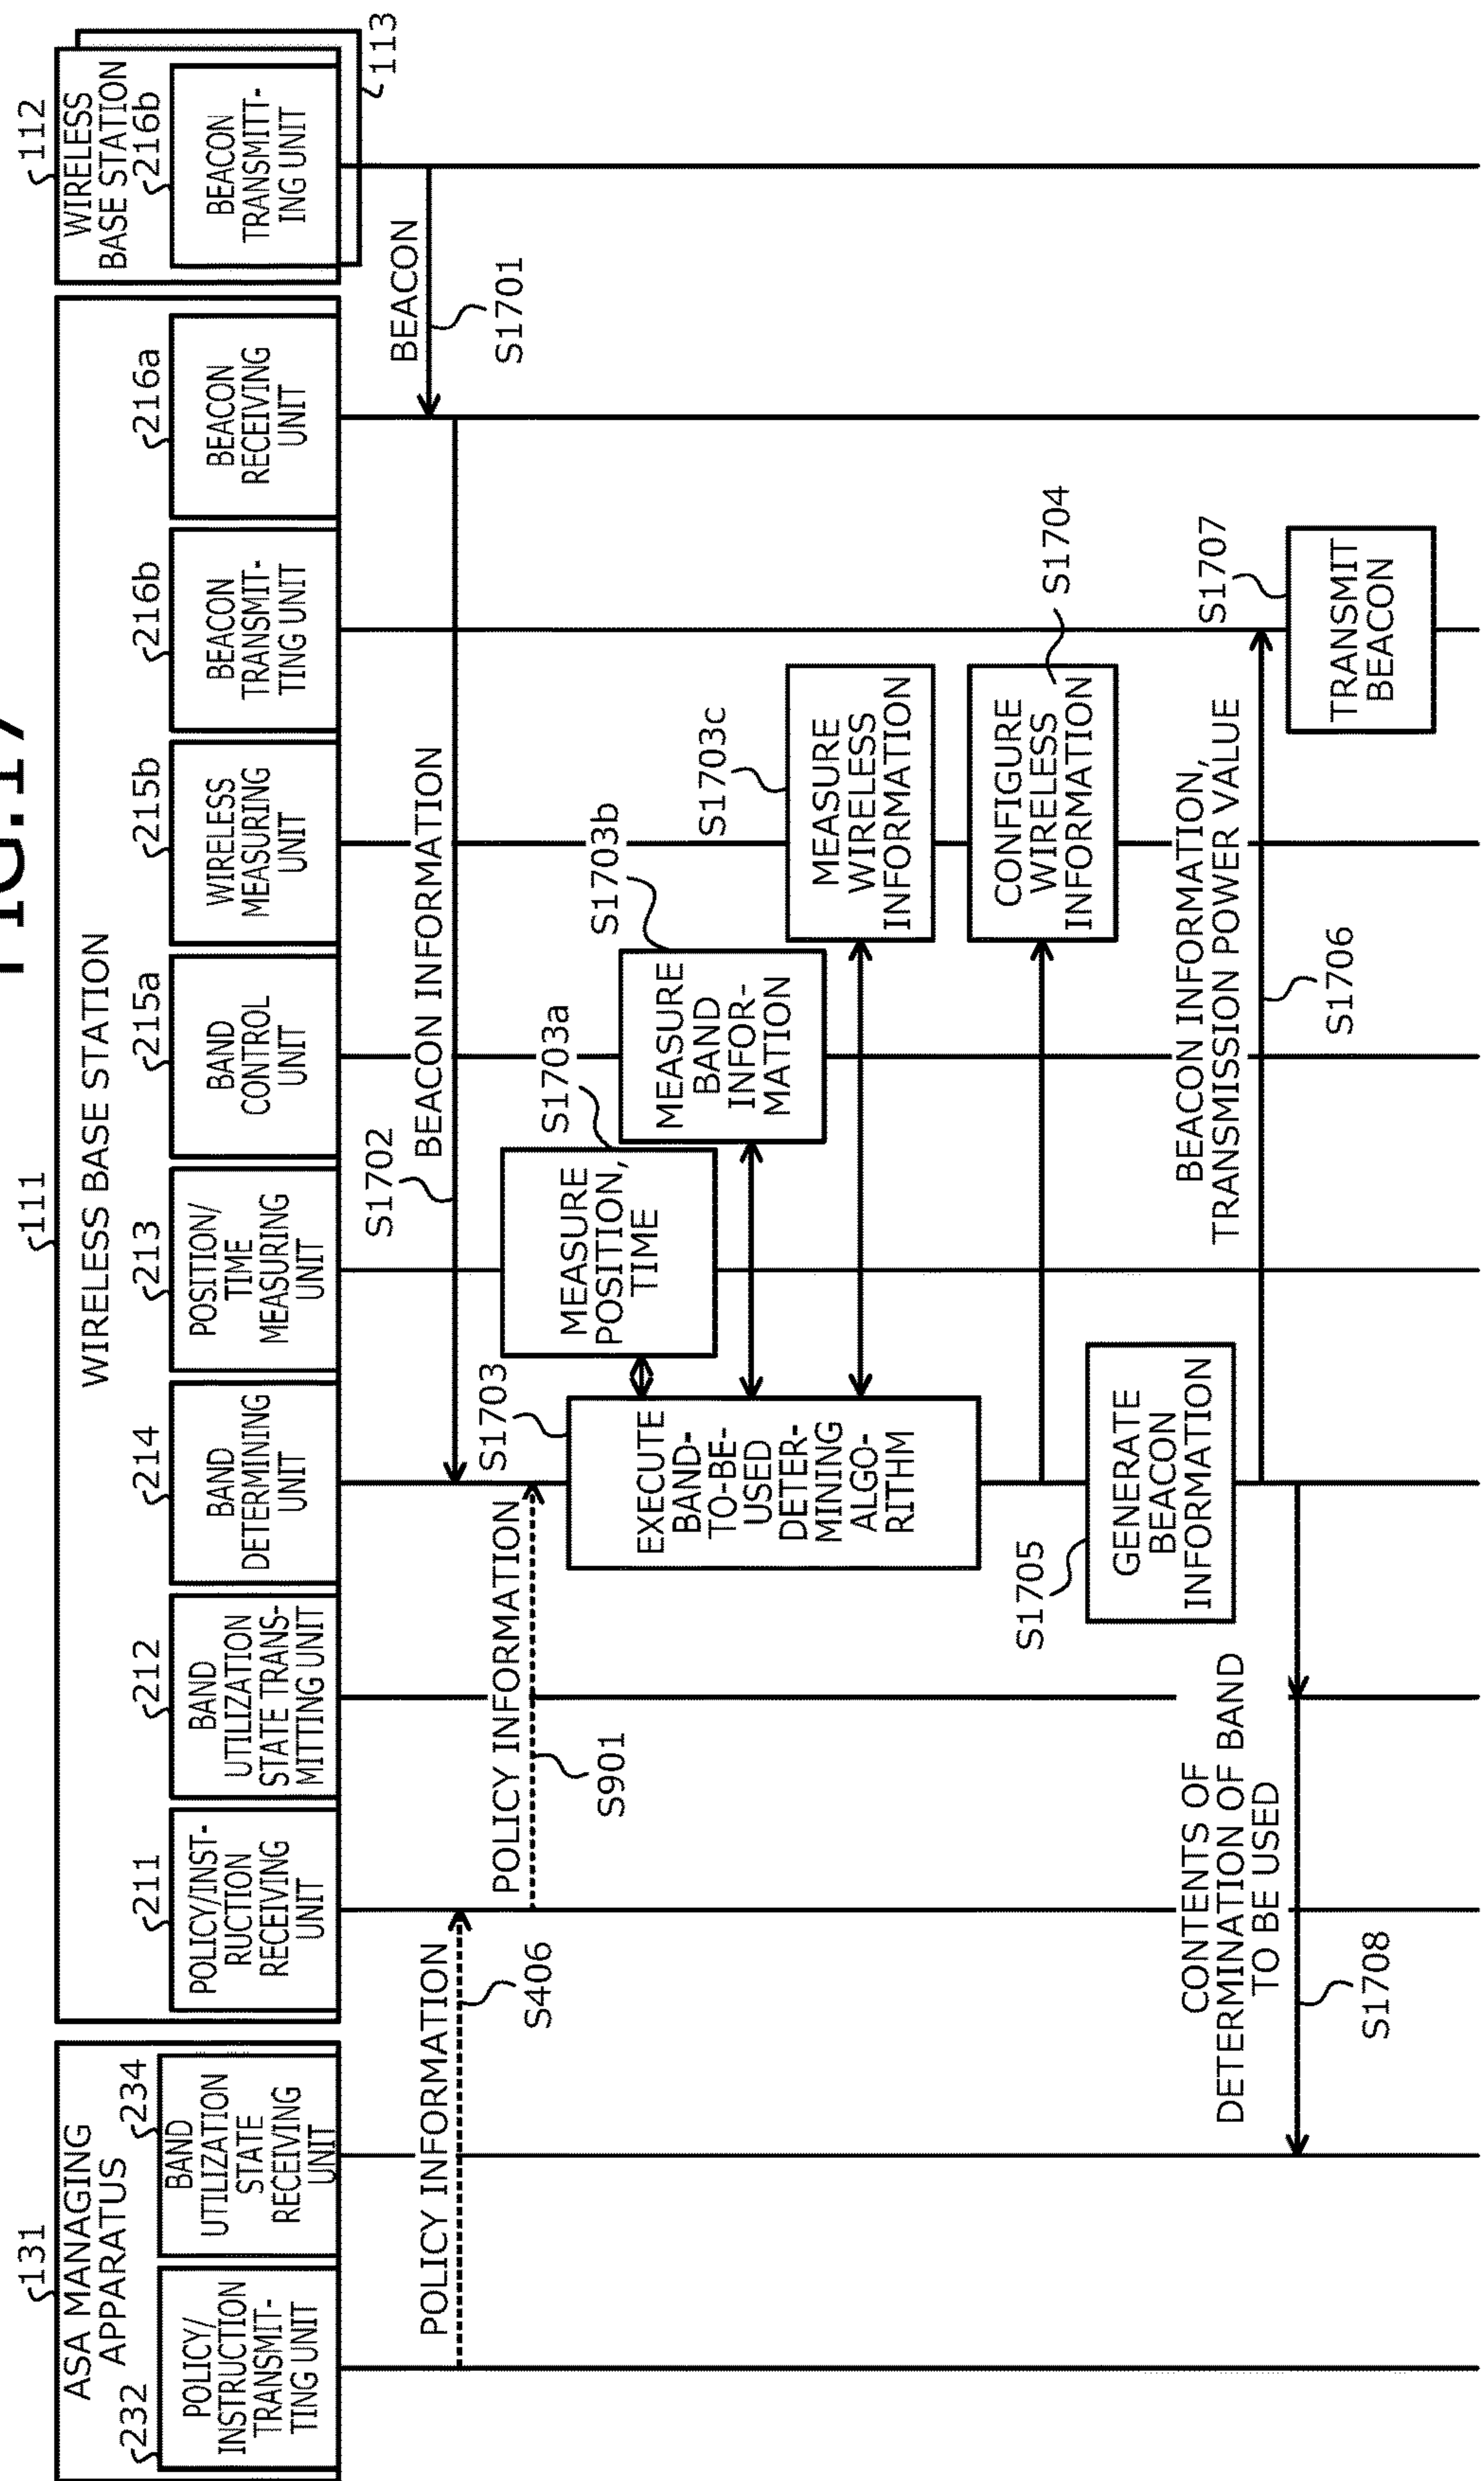 FIG.17
131
ASA MANAGING
APPARATUS
232
POLICY/
INSTRUCTION
TRANSMIT-
TING UNIT
234
BAND
UTILIZATION
STATE
RECEIVING
UNIT
111
WIRELESS BASE STATION
211
POLICY/INST-
RUCTION
RECEIVING
UNIT
212
BAND
UTILIZATION
STATE TRANS-
MITTING UNIT
214
BAND
DETERMINING
UNIT
213
POSITION/
TIME
MEASURING
UNIT
215a
BAND
CONTROL
UNIT
215b
WIRELESS
MEASURING
UNIT
216b
BEACON
TRANSMIT-
TING UNIT
216a
BEACON
RECEIVING
UNIT
112
WIRELESS
BASE STATION
216b
BEACON
TRANSMITT-
ING UNIT
113
BEACON
S1701
S1702
BEACON INFORMATION
POLICY INFORMATION
S406
POLICY INFORMATION
S901
S1703
EXECUTE
BAND-
TO-BE-
USED
DETER-
MINING
ALGO-
RITHM
S1703a
MEASURE
POSITION,
TIME
S1703b
MEASURE
BAND
INFOR-
MATION
S1703c
MEASURE
WIRELESS
INFORMATION
S1704
CONFIGURE
WIRELESS
INFORMATION
S1705
GENERATE
BEACON
INFORMATION
BEACON INFORMATION,
TRANSMISSION POWER VALUE
S1706
S1707
TRANSMIT
BEACON
CONTENTS OF
DETERMINATION OF BAND
TO BE USED
S1708